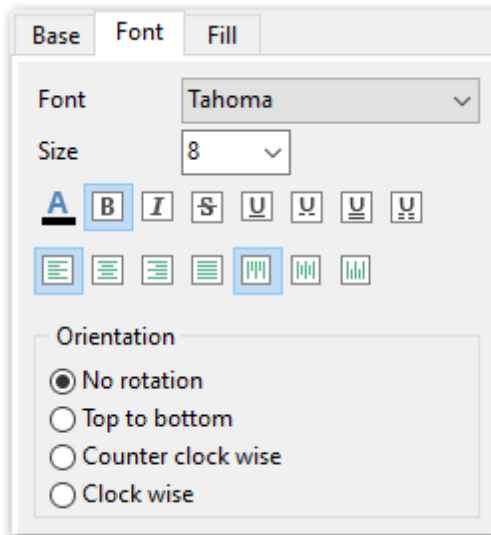 Base Font Fill
Font Tahoma
Size 8
A B I S U U U U
Orientation
No rotation
Top to bottom
Counter clock wise
Clock wise